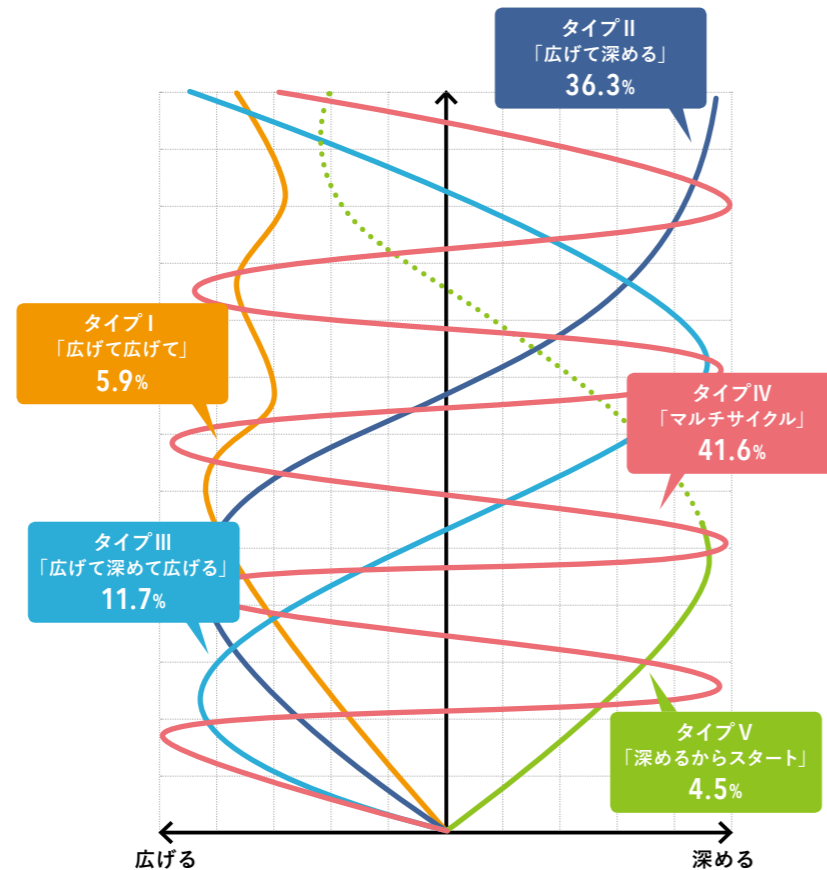 タイプⅡ
「広げて深める」
36.3%
タイプⅠ
「広げて広げて」
5.9%
タイプⅣ
「マルチサイクル」
41.6%
タイプⅢ
「広げて深めて広げる」
11.7%
タイプⅤ
「深めるからスタート」
4.5%
広げる
深める